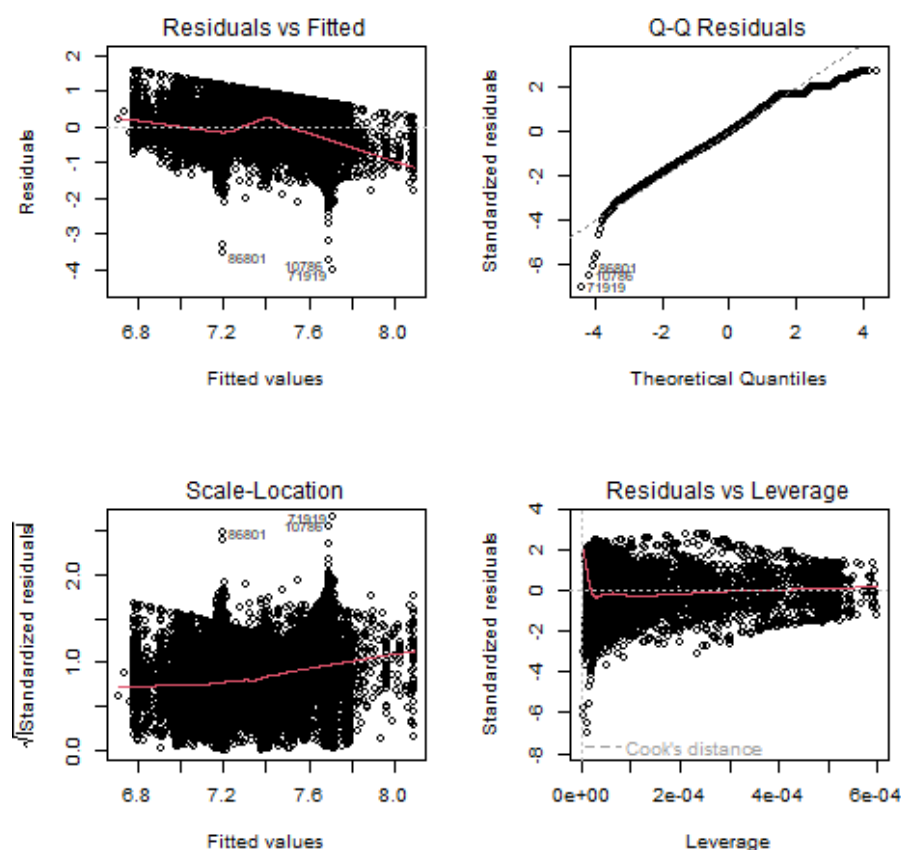 Residuals vs Fitted
Residuals
2
1
0
-1
-2
-3
-4
86801
10786
71919
6.8
7.2
7.6
8.0
Fitted values
Q-Q Residuals
Standardized residuals
2
0
-2
-4
-6
86801
10786
71919
-4
-2
0
2
4
Theoretical Quantiles
Scale-Location
√|Standardized residuals|
2.0
1.0
0.0
71919
10786
86801
6.8
7.2
7.6
8.0
Fitted values
Residuals vs Leverage
Standardized residuals
4
2
0
-2
-4
-6
-8
Cook's distance
0e+00
2e-04
4e-04
6e-04
Leverage